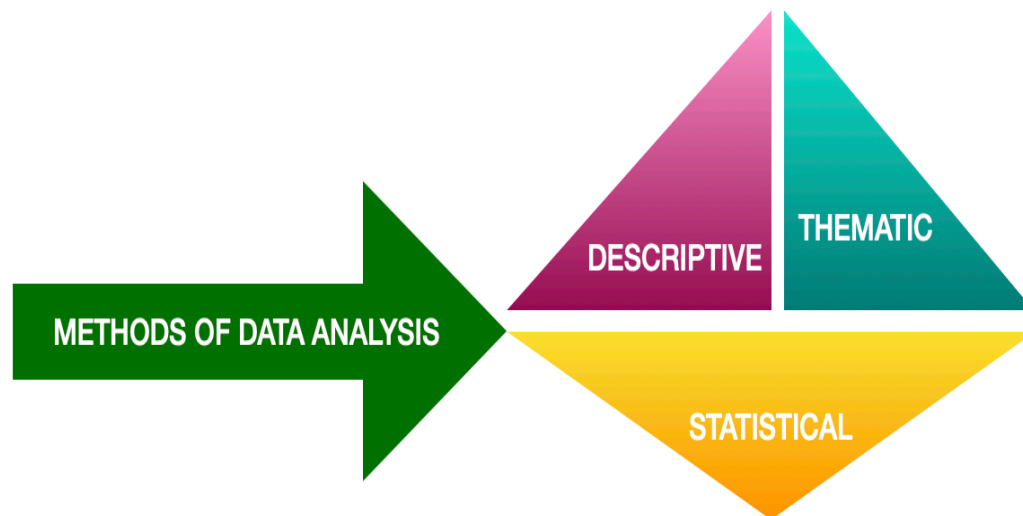 METHODS OF DATA ANALYSIS
DESCRIPTIVE
THEMATIC
STATISTICAL